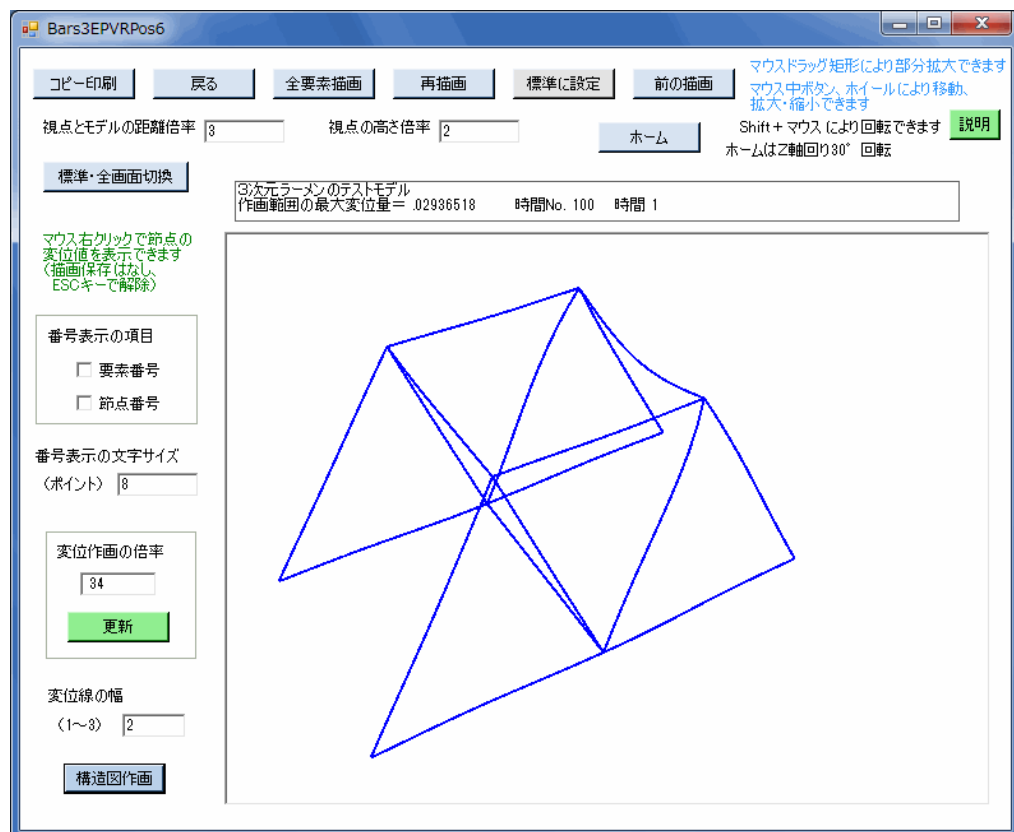 Bars3EPVRPos6
コピー印刷
戻る
全要素描画
再描画
標準に設定
前の描画
マウスドラッグ矩形により部分拡大できます
マウス中ボタン、ホイールにより移動、
拡大・縮小できます
視点とモデルの距離倍率 3
視点の高さ倍率 2
ホーム
Shift+マウス により回転できます
説明
ホームはZ軸回り30° 回転
標準・全画面切換
3次元ラーメンのテストモデル
作画範囲の最大変位量= .02936518 時間No. 100 時間 1
マウス右クリックで節点の
変位値を表示できます
(描画保存はなし、
ESCキーで解除)
番号表示の項目
要素番号
節点番号
番号表示の文字サイズ
(ポイント) 8
変位作画の倍率
34
更新
変位線の幅
(1~3) 2
構造図作画